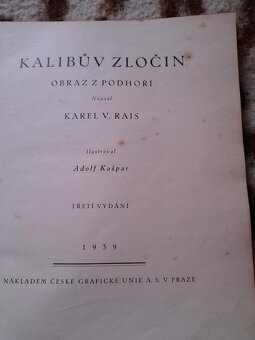 KALIBŮV ZLOČIN
OBRAZ Z PODHOŘÍ
Napsal
KAREL V. RAIS
Ilustroval
Adolf Kašpar
TŘETÍ VYDÁNÍ
1939
NÁKLADEM ČESKÉ GRAFICKÉ UNIE A. S. V PRAZE